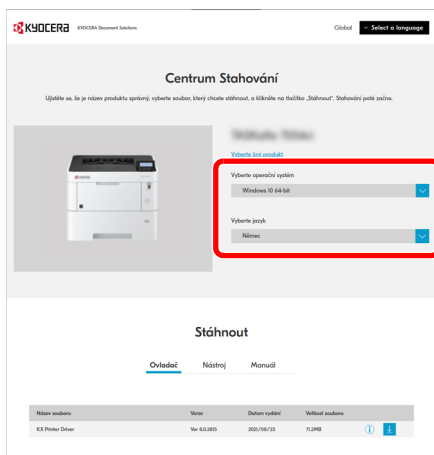 KYOCERA KYOCERA Document Solutions Global Select a language
Centrum Stahování
Ujistěte se, že je název produktu správný, vyberte soubor, který chcete stáhnout, a klikněte na tlačítko „Stáhnout“. Stahování poté začne.
Vyberte jiný produkt
Vyberte operační systém
Windows 10 64-bit
Vyberte jazyk
Němec
Stáhnout
Ovladač Nástroj Manuál
Název souboru Verze Datum vydání Velikost souboru
KX Printer Driver Ver 8.0.2815 2021/08/23 71.2MB